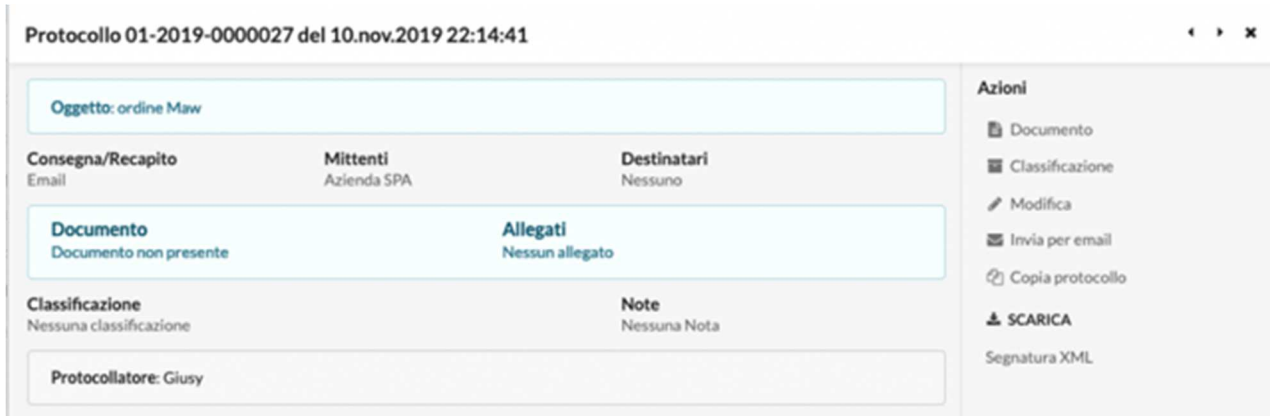 Protocollo 01-2019-0000027 del 10.nov.2019 22:14:41
Oggetto: ordine Maw
Consegna/Recapito Mittenti Destinatari
Email Azienda SPA Nessuno
Documento Allegati
Documento non presente Nessun allegato
Classificazione Note
Nessuna classificazione Nessuna Nota
Protocollatore: Giusy
Azioni
Documento
Classificazione
Modifica
Invia per email
Copia protocollo
SCARICA
Segnatura XML